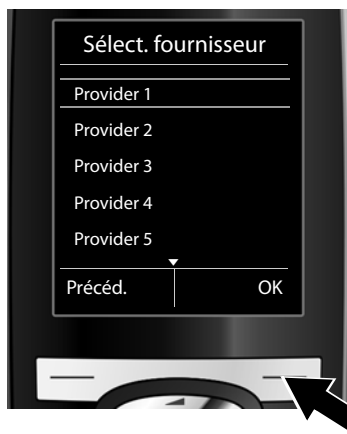 Sélect. fournisseur
Provider 1
Provider 2
Provider 3
Provider 4
Provider 5
Précéd. OK